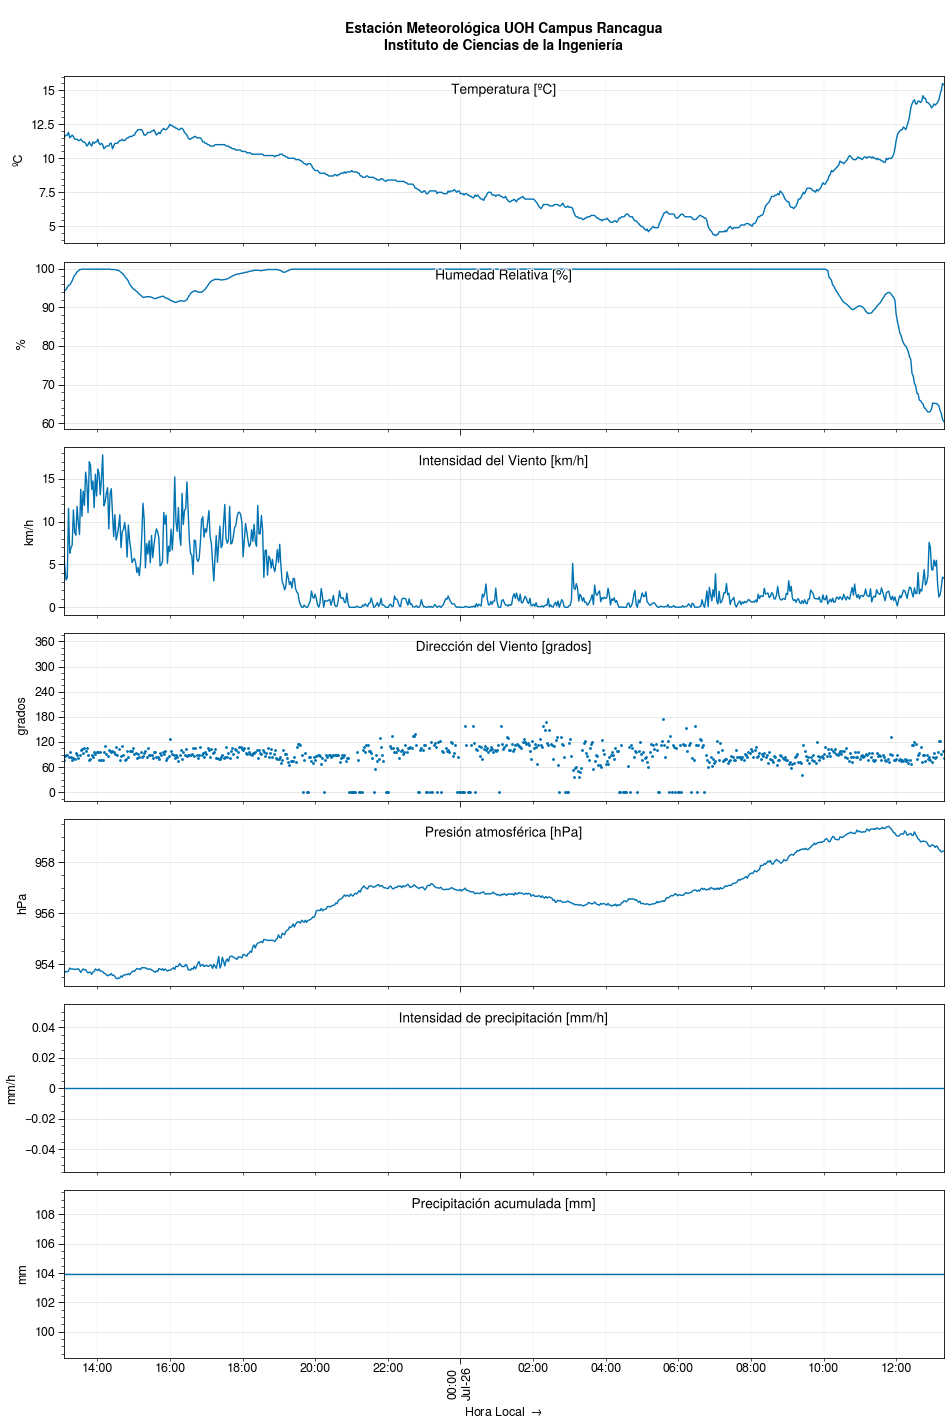 Estación Meteorológica UOH Campus Rancagua
Instituto de Ciencias de la Ingeniería
Temperatura [ºC]
ºC
15
12.5
10
7.5
5
Humedad Relativa [%]
%
100
90
80
70
60
Intensidad del Viento [km/h]
km/h
15
10
5
0
Dirección del Viento [grados]
grados
360
300
240
180
120
60
0
Presión atmosférica [hPa]
hPa
958
956
954
Intensidad de precipitación [mm/h]
mm/h
0.04
0.02
0
−0.02
−0.04
Precipitación acumulada [mm]
mm
108
106
104
102
100
14:00 16:00 18:00 20:00 22:00 00:00 02:00 04:00 06:00 08:00 10:00 12:00
Jul-26
Hora Local →